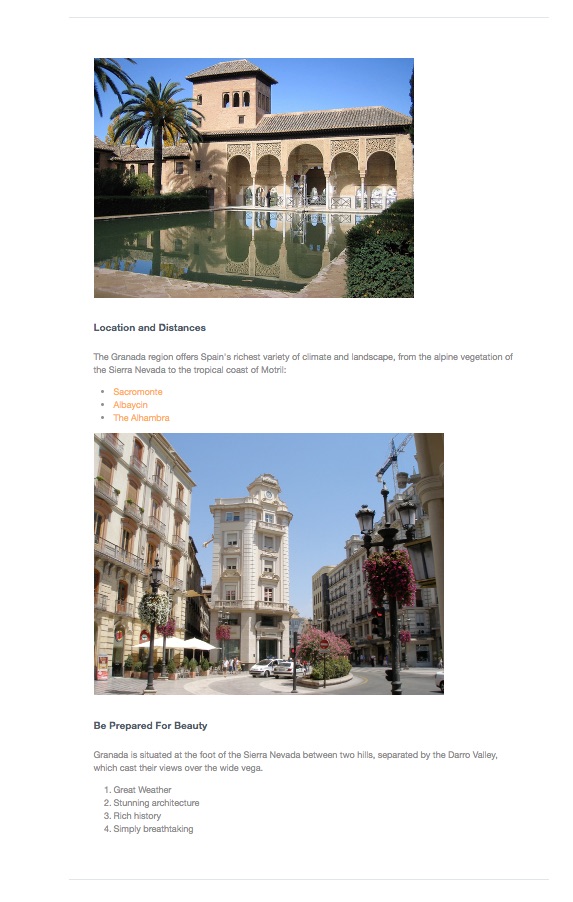 Location and Distances
The Granada region offers Spain's richest variety of climate and landscape, from the alpine vegetation of
the Sierra Nevada to the tropical coast of Motril:
• Sacromonte
• Albaycin
• The Alhambra
Be Prepared For Beauty
Granada is situated at the foot of the Sierra Nevada between two hills, separated by the Darro Valley,
which cast their views over the wide vega.
1. Great Weather
2. Stunning architecture
3. Rich history
4. Simply breathtaking